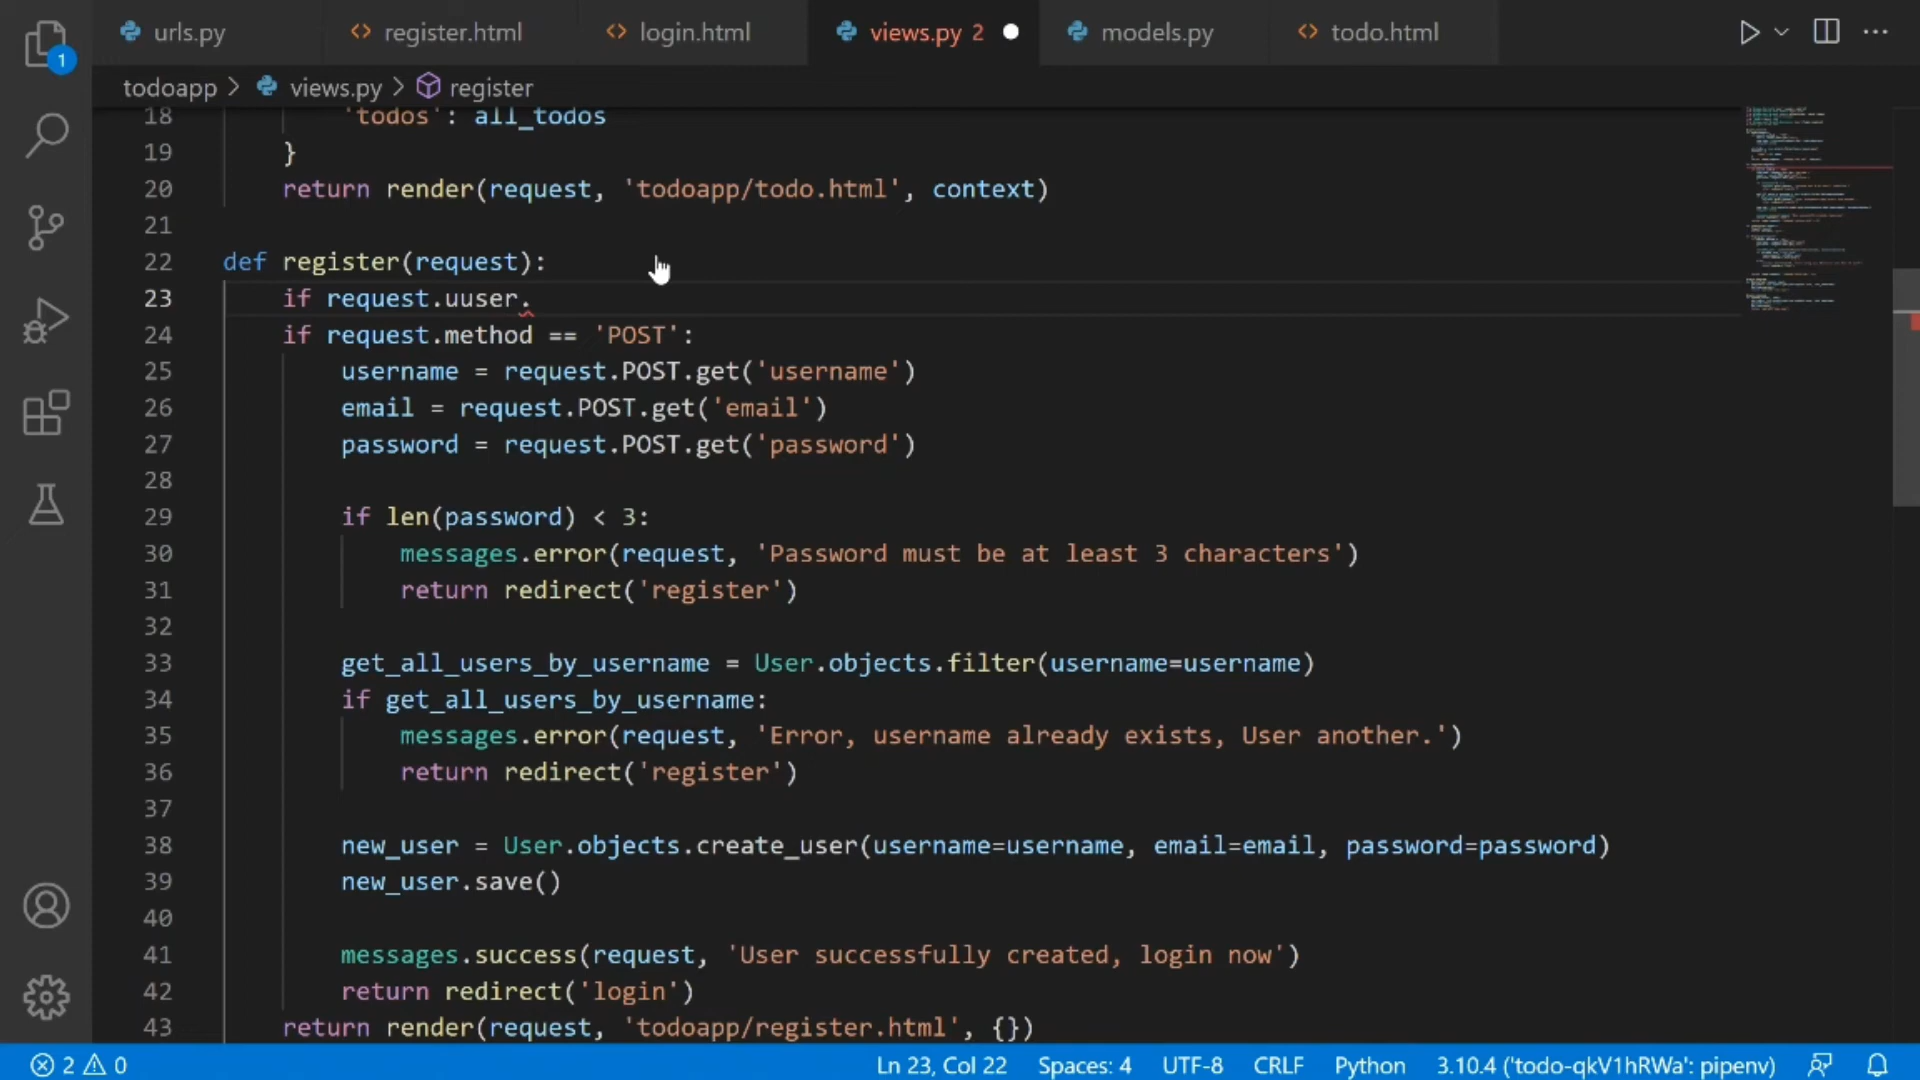 urls.py register.html login.html views.py 2 models.py todo.html
1
todoapp > views.py > register
18 'todos': all_todos
19 }
20 return render(request, 'todoapp/todo.html', context)
21
22 def register(request):
23 if request.uuser.
24 if request.method == 'POST':
25 username = request.POST.get('username')
26 email = request.POST.get('email')
27 password = request.POST.get('password')
28
29 if len(password) < 3:
30 messages.error(request, 'Password must be at least 3 characters')
31 return redirect('register')
32
33 get_all_users_by_username = User.objects.filter(username=username)
34 if get_all_users_by_username:
35 messages.error(request, 'Error, username already exists, User another.')
36 return redirect('register')
37
38 new_user = User.objects.create_user(username=username, email=email, password=password)
39 new_user.save()
40
41 messages.success(request, 'User successfully created, login now')
42 return redirect('login')
43 return render(request, 'todoapp/register.html', {})
2 0 Ln 23, Col 22 Spaces: 4 UTF-8 CRLF Python 3.10.4 ('todo-qkV1hRWa': pipenv)